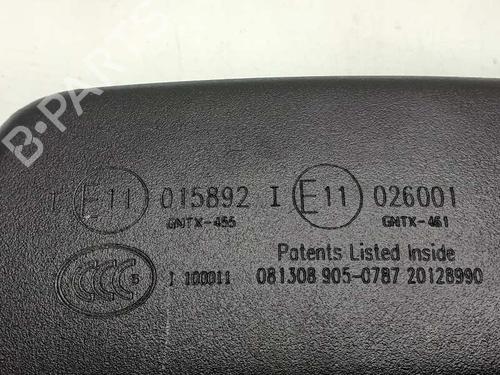 B-PARTS
I E11 015892 I E11 026001
GNTX-455 GNTX-461
Patents Listed Inside
CCC S I 100011 081308 905-0787 20128990